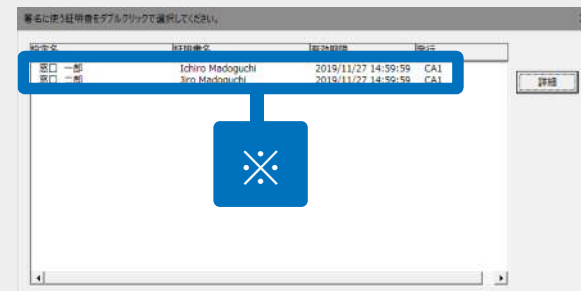 署名に使う証明書をダブルクリックで選択してください。
設定名 証明書名 有効期限 発行
窓口 一郎 Ichiro Madoguchi 2019/11/27 14:59:59 CA1
窓口 二郎 Jiro Madoguchi 2019/11/27 14:59:59 CA1
詳細
※